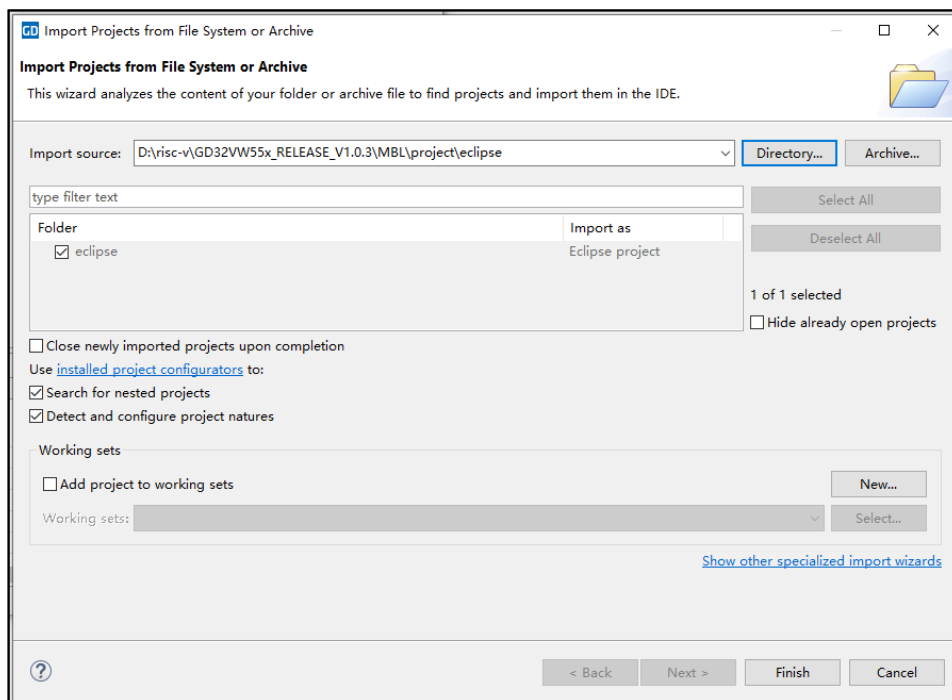 GD Import Projects from File System or Archive
Import Projects from File System or Archive
This wizard analyzes the content of your folder or archive file to find projects and import them in the IDE.
Import source: D:\risc-v\GD32VW55x_RELEASE_V1.0.3\MBL\project\eclipse Directory... Archive...
type filter text Select All
Folder Import as
Deselect All
eclipse Eclipse project
1 of 1 selected
Hide already open projects
Close newly imported projects upon completion
Use installed project configurators to:
Search for nested projects
Detect and configure project natures
Working sets
Add project to working sets New...
Working sets: Select...
Show other specialized import wizards
? < Back Next > Finish Cancel